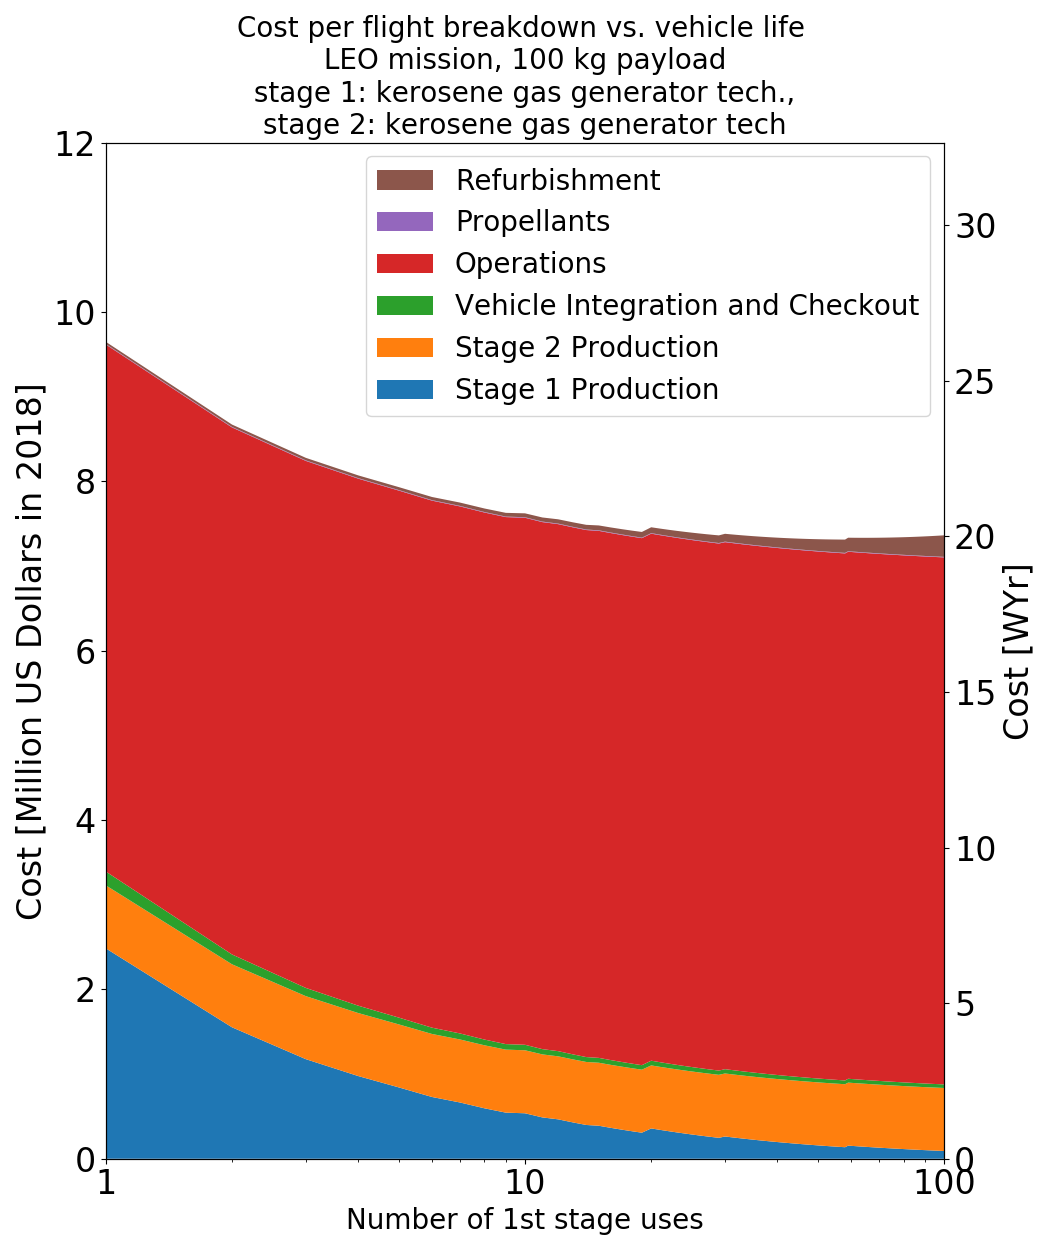 Cost per flight breakdown vs. vehicle life
LEO mission, 100 kg payload
stage 1: kerosene gas generator tech.,
stage 2: kerosene gas generator tech
Refurbishment
Propellants
Operations
Vehicle Integration and Checkout
Stage 2 Production
Stage 1 Production
Cost [Million US Dollars in 2018]
12
10
8
6
4
2
0
30
25
20
15
10
5
0
Cost [WYr]
1
10
100
Number of 1st stage uses